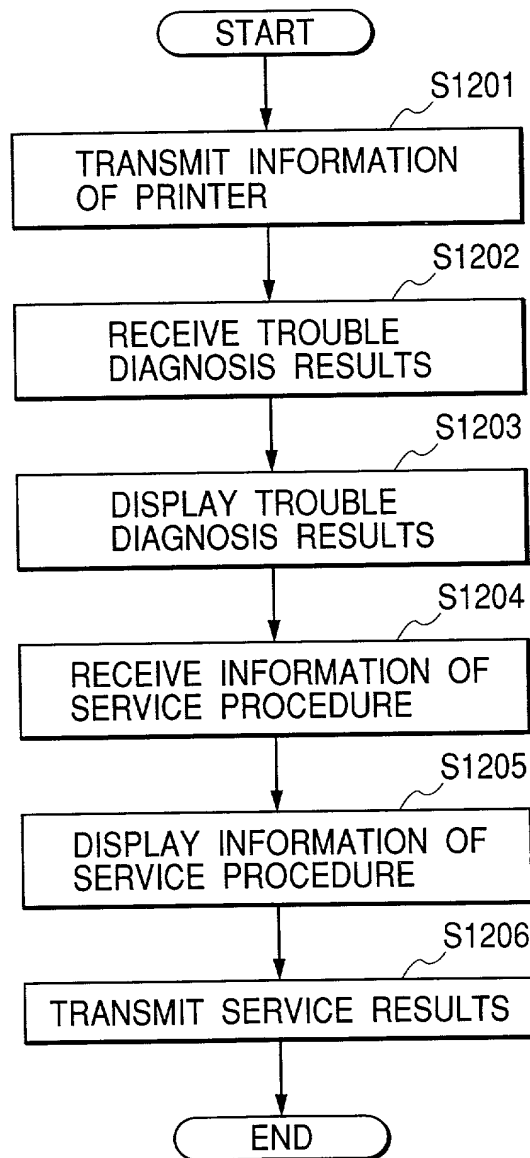 START
S1201
TRANSMIT INFORMATION
OF PRINTER
S1202
RECEIVE TROUBLE
DIAGNOSIS RESULTS
S1203
DISPLAY TROUBLE
DIAGNOSIS RESULTS
S1204
RECEIVE INFORMATION OF
SERVICE PROCEDURE
S1205
DISPLAY INFORMATION OF
SERVICE PROCEDURE
S1206
TRANSMIT SERVICE RESULTS
END